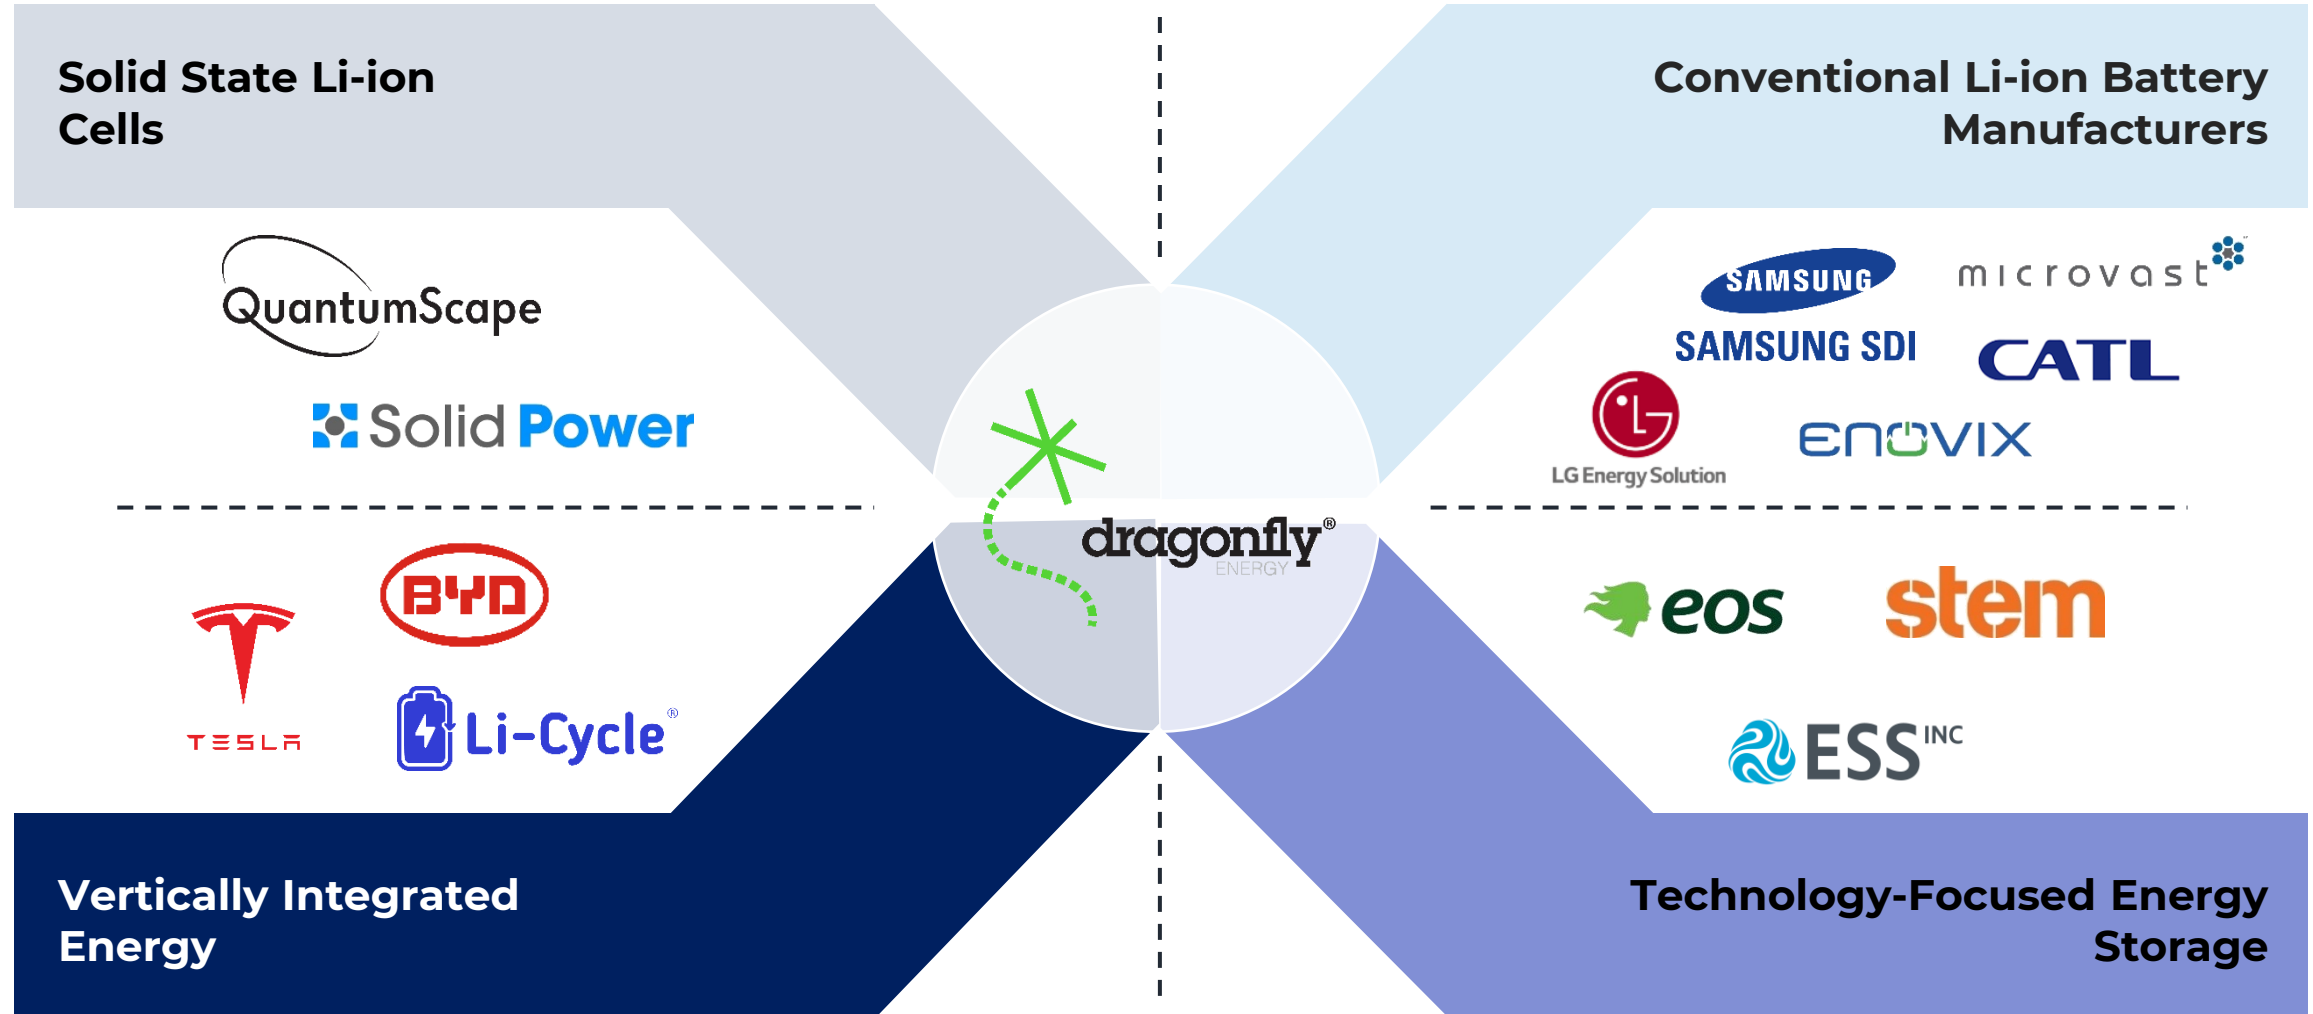 Solid State Li-ion
Cells
Conventional Li-ion Battery
Manufacturers
QuantumScape
Solid Power
SAMSUNG
SAMSUNG SDI
microvast
CATL
LG
LG Energy Solution
ENOVIX
dragonfly®
ENERGY
BYD
TESLA
Li-Cycle®
eos
stem
ESS INC
Vertically Integrated
Energy
Technology-Focused Energy
Storage